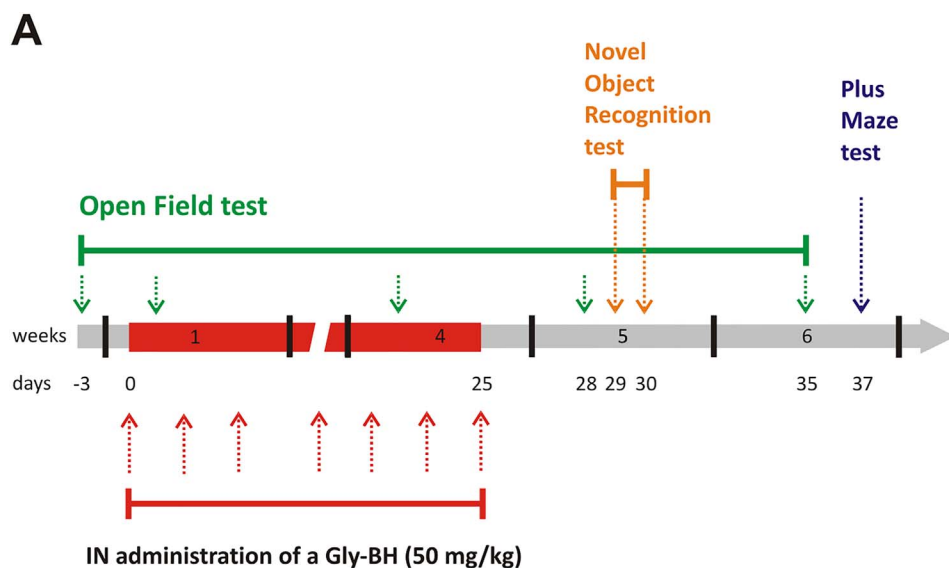 A
Novel
Object
Recognition
test
Plus
Maze
test
Open Field test
weeks 1 4 5 6
days -3 0 25 28 29 30 35 37
IN administration of a Gly-BH (50 mg/kg)